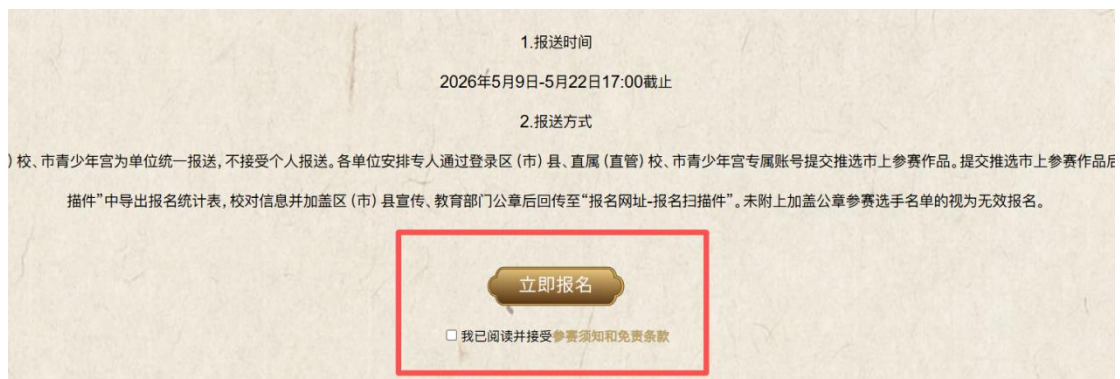 1.报送时间
2026年5月9日-5月22日17:00截止
2.报送方式
）校、市青少年宫为单位统一报送，不接受个人报送。各单位安排专人通过登录区（市）县、直属（直管）校、市青少年宫专属账号提交推选市上参赛作品。提交推选市上参赛作品后
描件”中导出报名统计表，校对信息并加盖区（市）县宣传、教育部门公章后回传至“报名网址-报名扫描件”。未附上加盖公章参赛选手名单的视为无效报名。
立即报名
我已阅读并接受参赛须知和免责条款